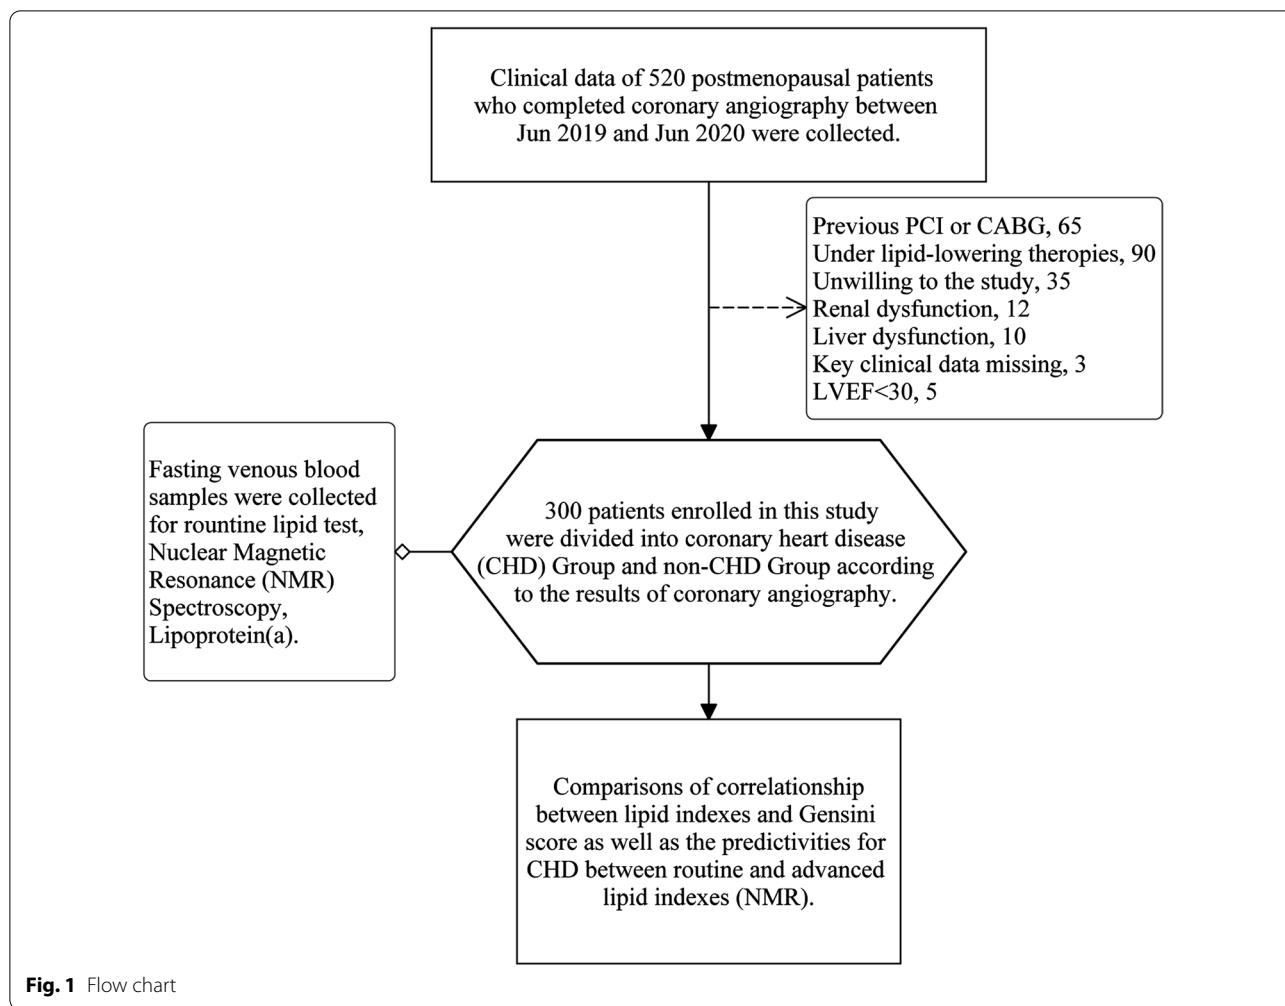 Clinical data of 520 postmenopausal patients
who completed coronary angiography between
Jun 2019 and Jun 2020 were collected.
Previous PCI or CABG, 65
Under lipid-lowering theropies, 90
Unwilling to the study, 35
Renal dysfunction, 12
Liver dysfunction, 10
Key clinical data missing, 3
LVEF<30, 5
Fasting venous blood
samples were collected
for rountine lipid test,
Nuclear Magnetic
Resonance (NMR)
Spectroscopy,
Lipoprotein(a).
300 patients enrolled in this study
were divided into coronary heart disease
(CHD) Group and non-CHD Group according
to the results of coronary angiography.
Comparisons of correlationship
between lipid indexes and Gensini
score as well as the predictivities for
CHD between routine and advanced
lipid indexes (NMR).
Fig. 1 Flow chart